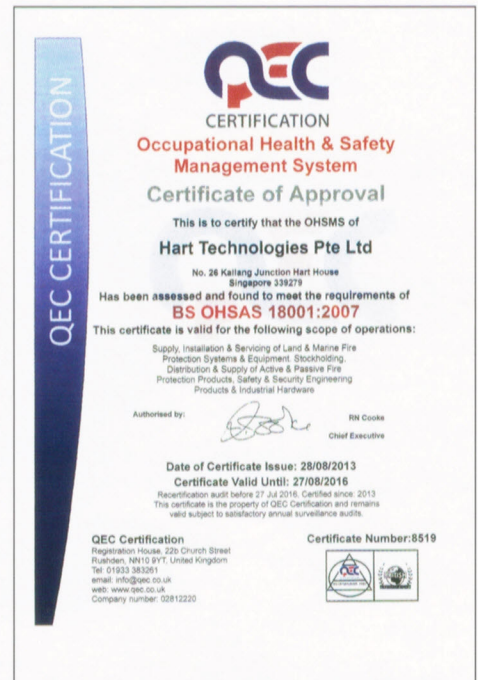 QEC CERTIFICATION
QEC
CERTIFICATION
Occupational Health & Safety
Management System
Certificate of Approval
This is to certify that the OHSMS of
Hart Technologies Pte Ltd
No. 26 Kallang Junction Hart House
Singapore 339279
Has been assessed and found to meet the requirements of
BS OHSAS 18001:2007
This certificate is valid for the following scope of operations:
Supply, Installation & Servicing of Land & Marine Fire
Protection Systems & Equipment. Stockholding,
Distribution & Supply of Active & Passive Fire
Protection Products, Safety & Security Engineering
Products & Industrial Hardware
Authorised by:
RN Cooke
Chief Executive
Date of Certificate Issue: 28/08/2013
Certificate Valid Until: 27/08/2016
Recertification audit before 27 Jul 2016. Certified since: 2013
This certificate is the property of QEC Certification and remains
valid subject to satisfactory annual surveillance audits.
QEC Certification
Registration House, 22b Church Street
Rushden, NN10 9YT, United Kingdom
Tel: 01933 383261
email: info@qec.co.uk
web: www.qec.co.uk
Company number: 02812220
Certificate Number:8519
QEC